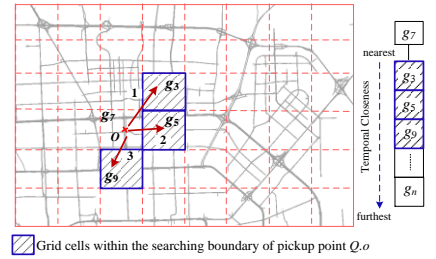 g7
nearest
g3
g5
g9
gn
furthest
Temporal Closeness
g3
1
g7
g5
O
2
3
g9
Grid cells within the searching boundary of pickup point Q.o